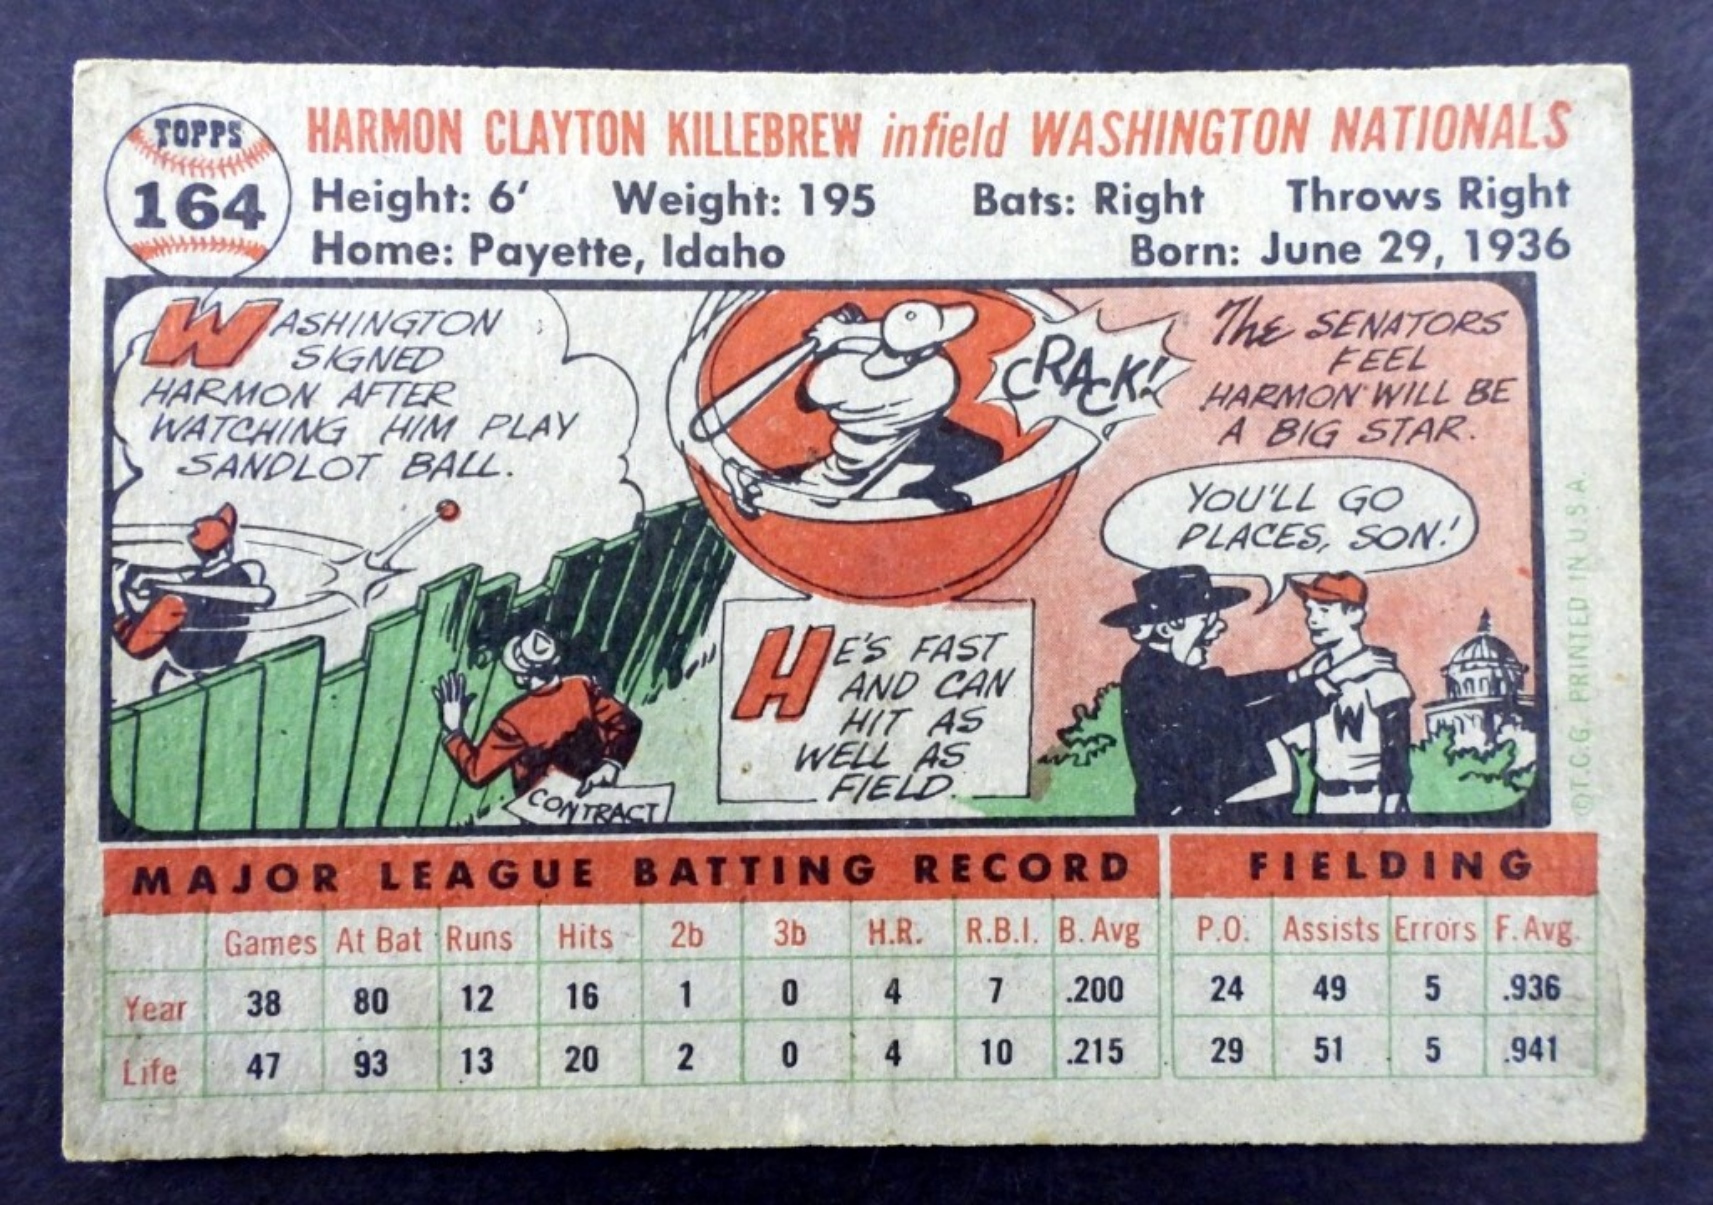 TOPPS
164
HARMON CLAYTON KILLEBREW infield WASHINGTON NATIONALS
Height: 6' Weight: 195 Bats: Right Throws Right
Home: Payette, Idaho Born: June 29, 1936
WASHINGTON
SIGNED
HARMON AFTER
WATCHING HIM PLAY
SANDLOT BALL.
CONTRACT
CRACK!
HE'S FAST
AND CAN
HIT AS
WELL AS
FIELD.
The SENATORS
FEEL
HARMON WILL BE
A BIG STAR.
YOU'LL GO
PLACES, SON!
W
©T.C.G. PRINTED IN U.S.A.
MAJOR LEAGUE BATTING RECORD FIELDING
Games At Bat Runs Hits 2b 3b H.R. R.B.I. B. Avg P.O. Assists Errors F. Avg.
Year 38 80 12 16 1 0 4 7 .200 24 49 5 .936
Life 47 93 13 20 2 0 4 10 .215 29 51 5 .941